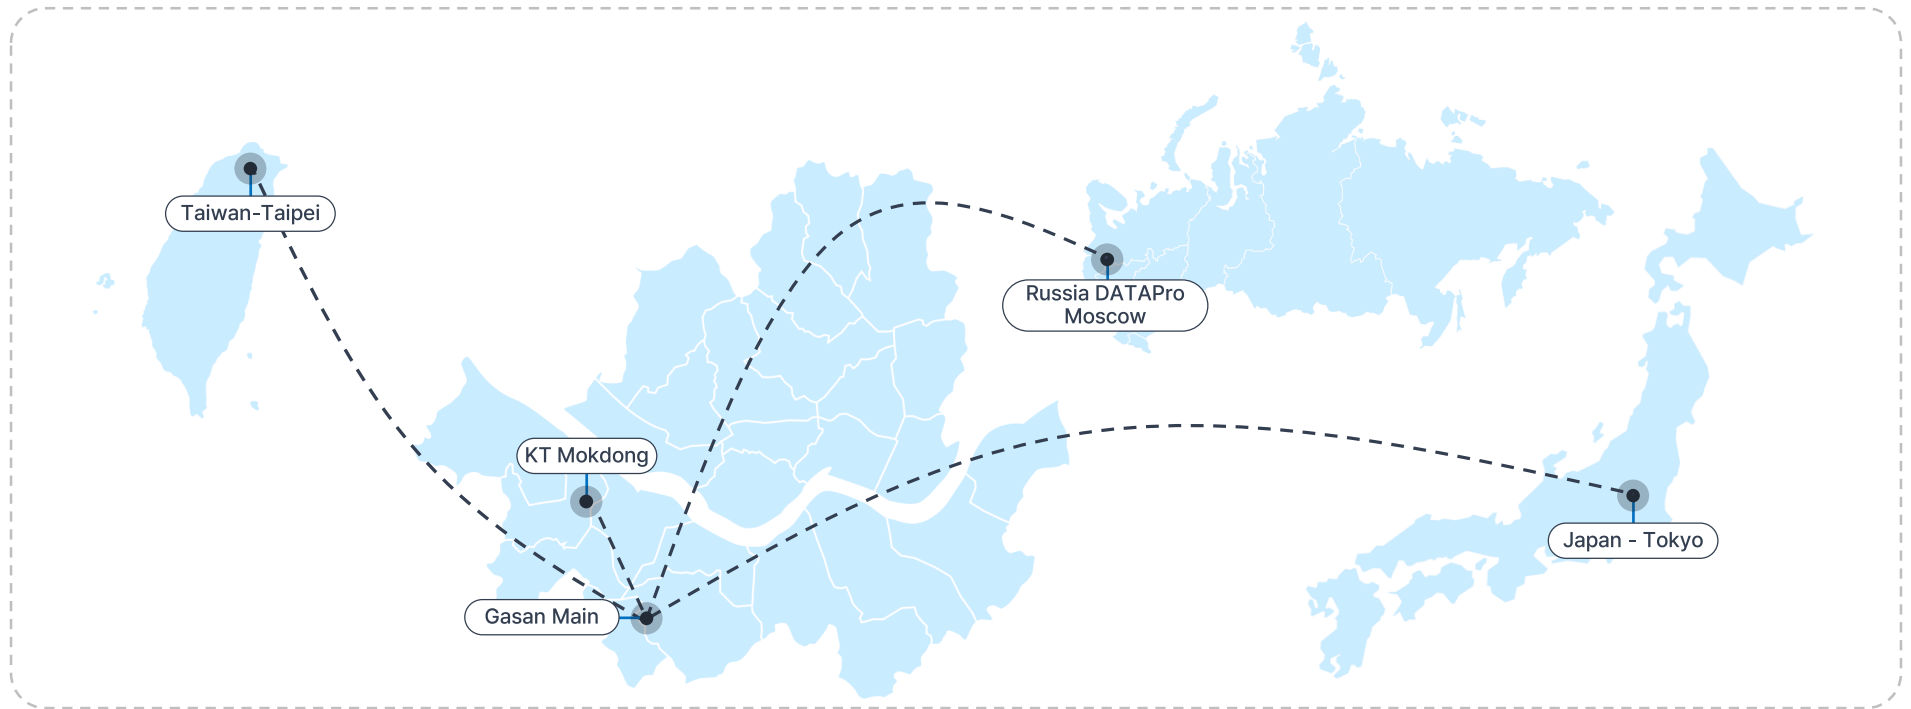 Taiwan-Taipei
Russia DATAPro
Moscow
KT Mokdong
Japan - Tokyo
Gasan Main